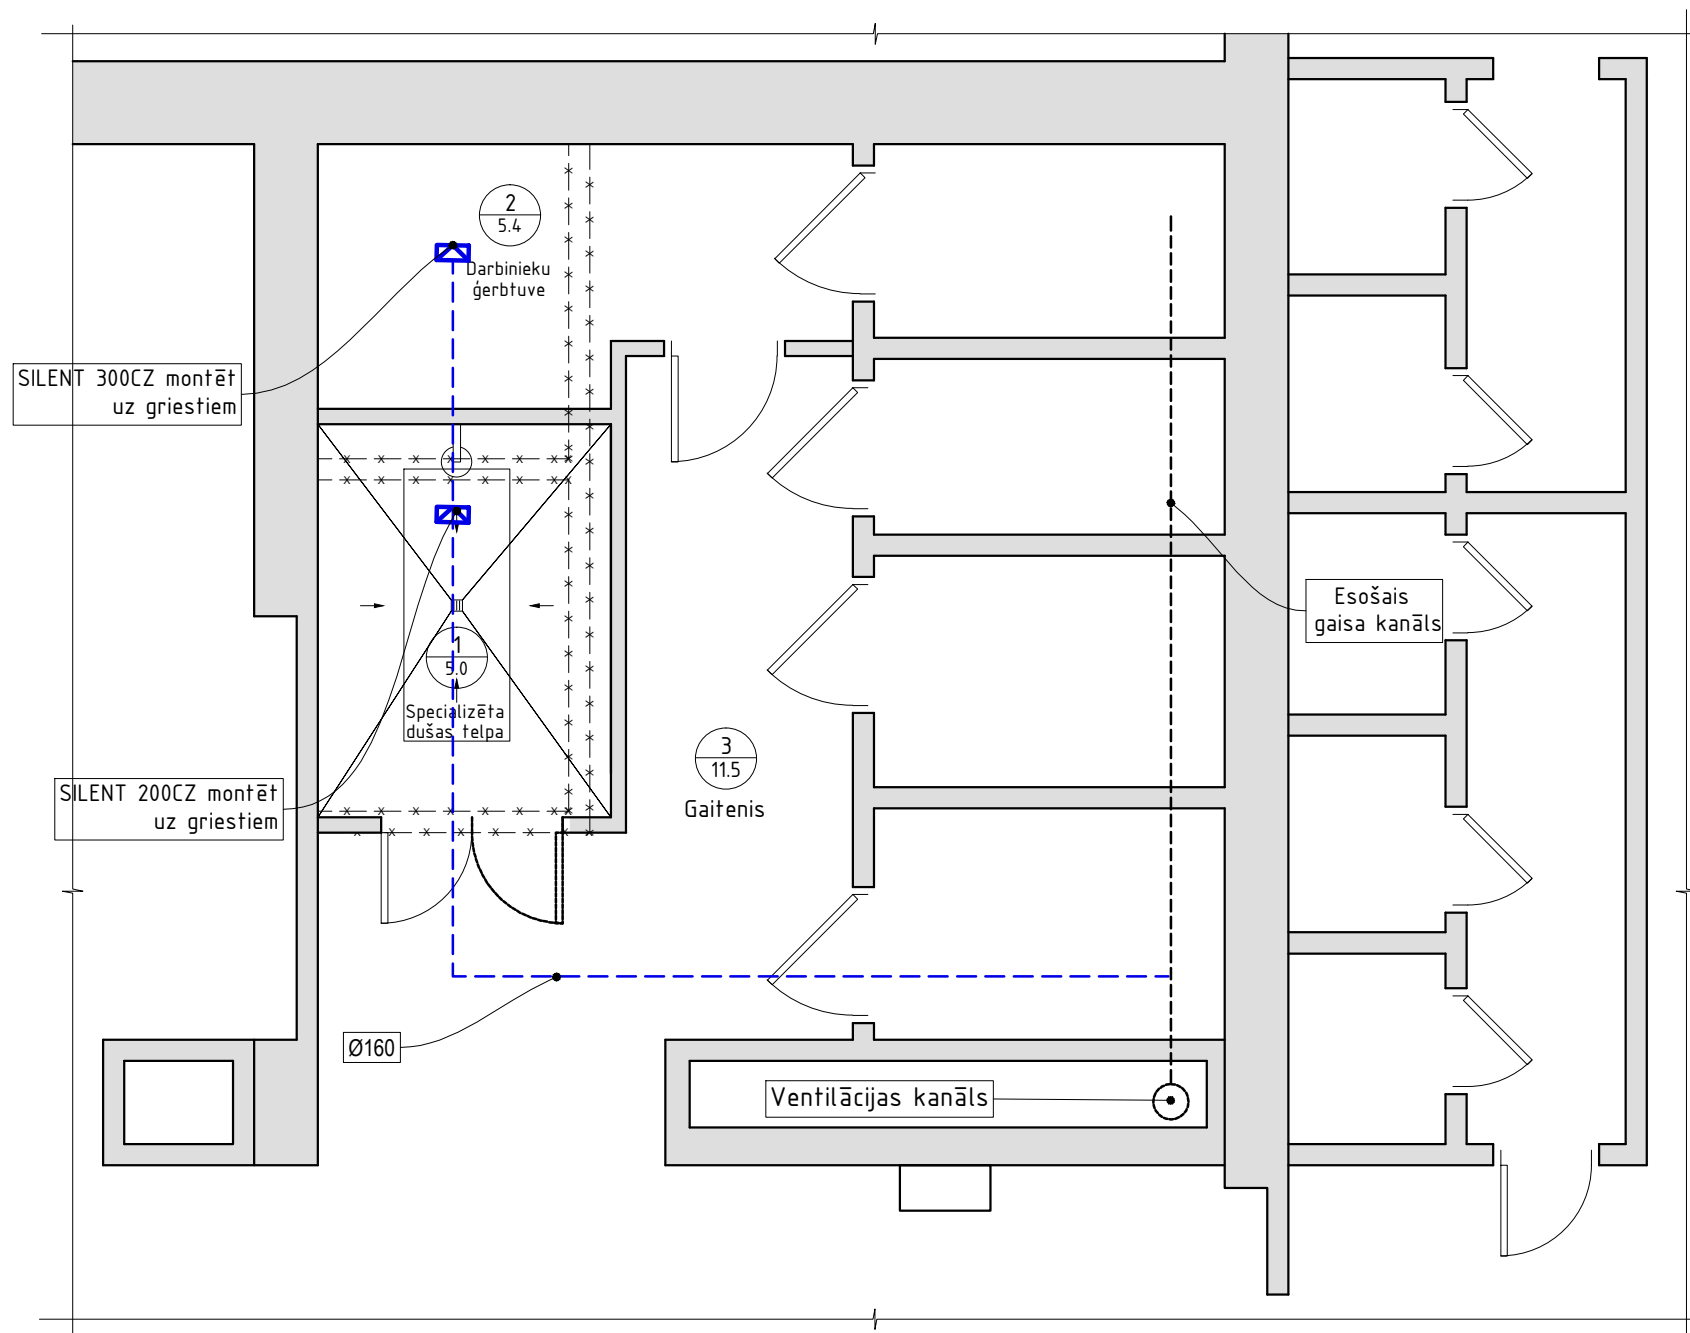 2
5.4
Darbinieku
ģerbtuve
SILENT 300CZ montēt
uz griestiem
Esošais
gaisa kanāls
1
5.0
Specializēta
dušas telpa
3
11.5
Gaitenis
SILENT 200CZ montēt
uz griestiem
Ø160
Ventilācijas kanāls